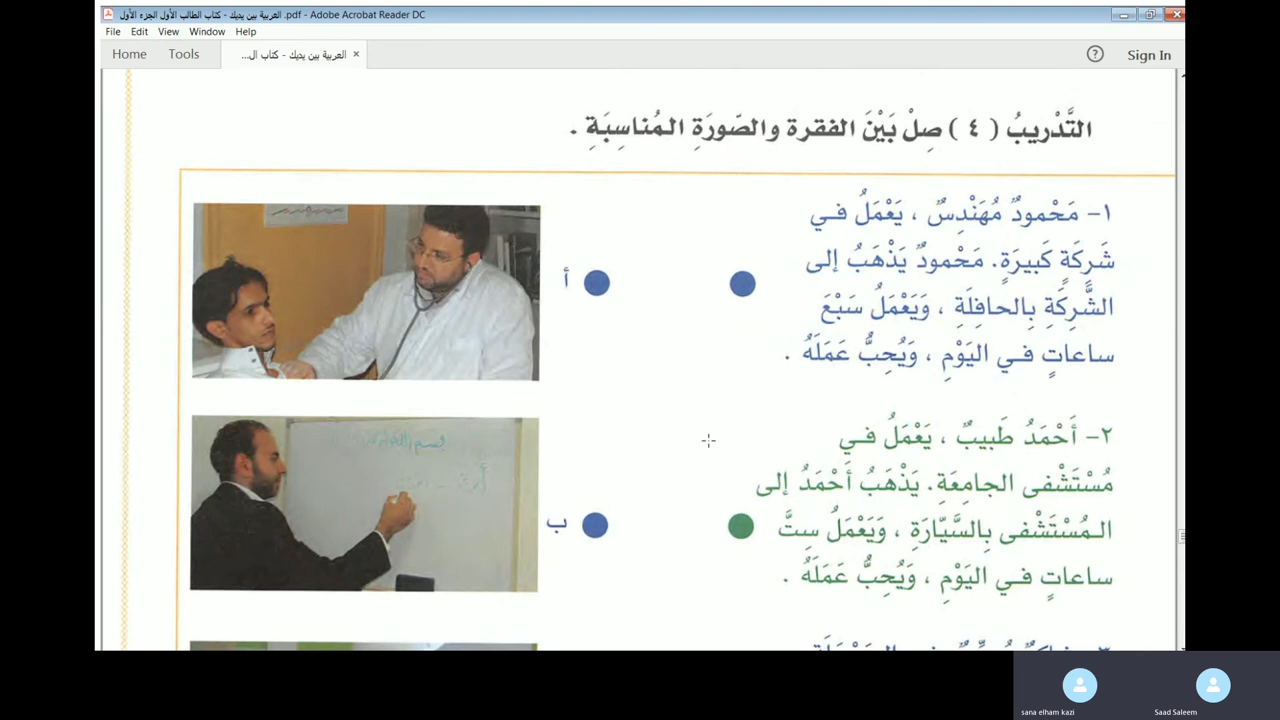 العربية بين يديك - كتاب الطالب الأول الجزء الأول.pdf - Adobe Acrobat Reader DC
File Edit View Window Help
Home Tools العربية بين يديك - كتاب ال... × Sign In
التَّدْريبُ ( ٤ ) صِلْ بَيْنَ الفقرة والصّورَةِ المُناسِبَةِ .
١- مَحْمودٌ مُهَنْدِسٌ ، يَعْمَلُ في
شَرِكَةٍ كَبيرَةٍ. مَحْمودٌ يَذْهَبُ إلى
الشَّرِكَةِ بِالحافِلَةِ ، وَيَعْمَلُ سَبْعَ
ساعاتٍ في اليَوْمِ ، وَيُحِبُّ عَمَلَهُ .
أ
٢- أَحْمَدُ طَبيبٌ ، يَعْمَلُ في
مُسْتَشْفى الجامِعَةِ. يَذْهَبُ أَحْمَدُ إلى
المُسْتَشْفى بِالسَّيّارَةِ ، وَيَعْمَلُ سِتَّ
ساعاتٍ في اليَوْمِ ، وَيُحِبُّ عَمَلَهُ .
ب
sana elham kazi
Saad Saleem